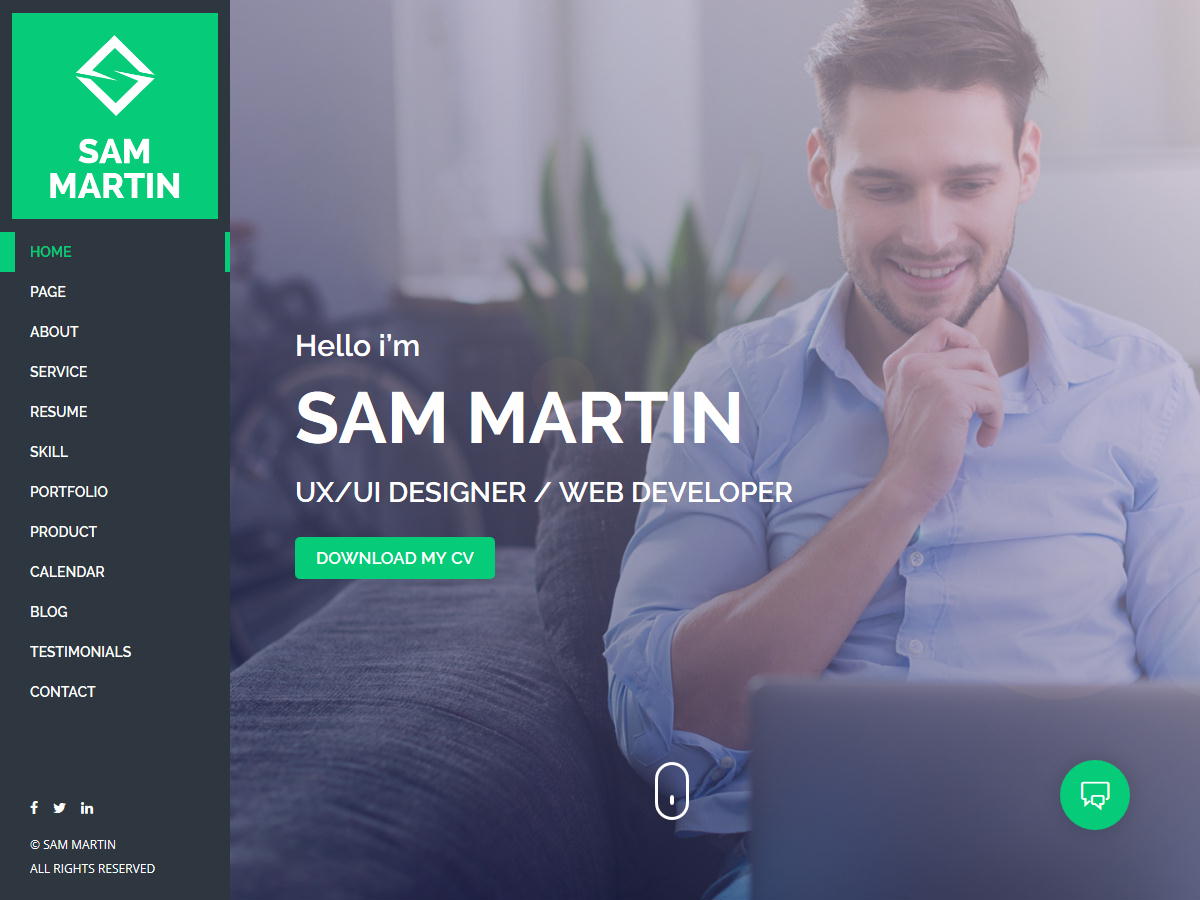 SAM
MARTIN
HOME
PAGE
ABOUT
SERVICE
RESUME
SKILL
PORTFOLIO
PRODUCT
CALENDAR
BLOG
TESTIMONIALS
CONTACT
© SAM MARTIN
ALL RIGHTS RESERVED
Hello i’m
SAM MARTIN
UX/UI DESIGNER / WEB DEVELOPER
DOWNLOAD MY CV